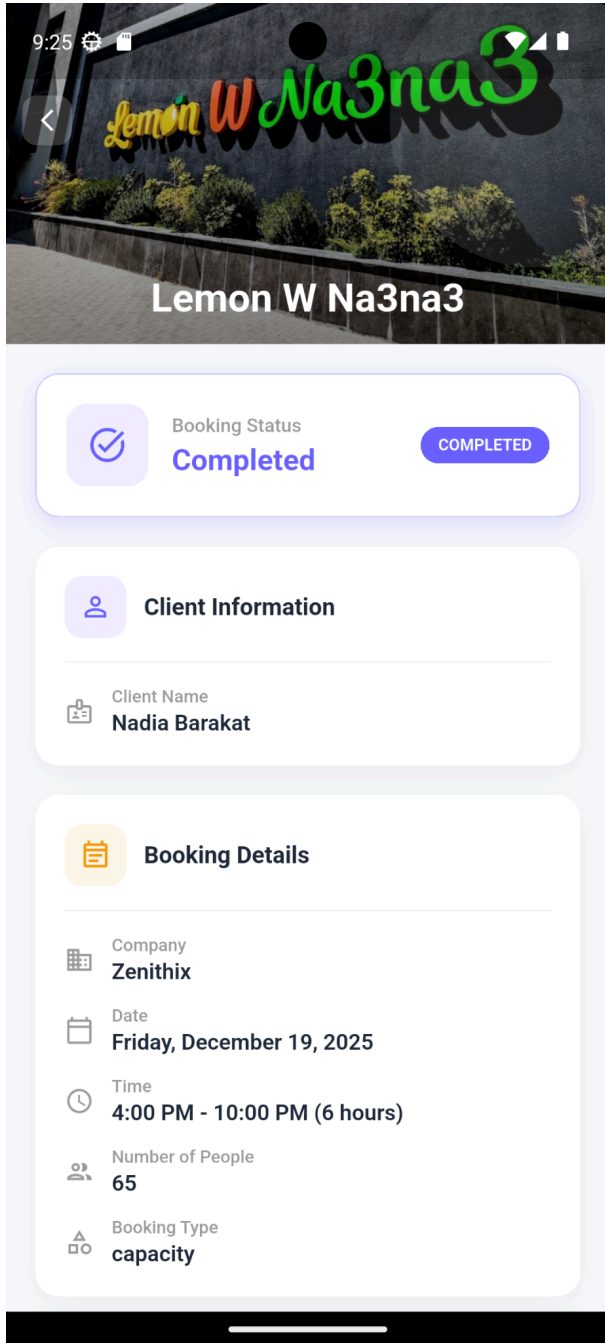 9:25
Lemon W Na3na3
Lemon W Na3na3
Booking Status
Completed
COMPLETED
Client Information
Client Name
Nadia Barakat
Booking Details
Company
Zenithix
Date
Friday, December 19, 2025
Time
4:00 PM - 10:00 PM (6 hours)
Number of People
65
Booking Type
capacity